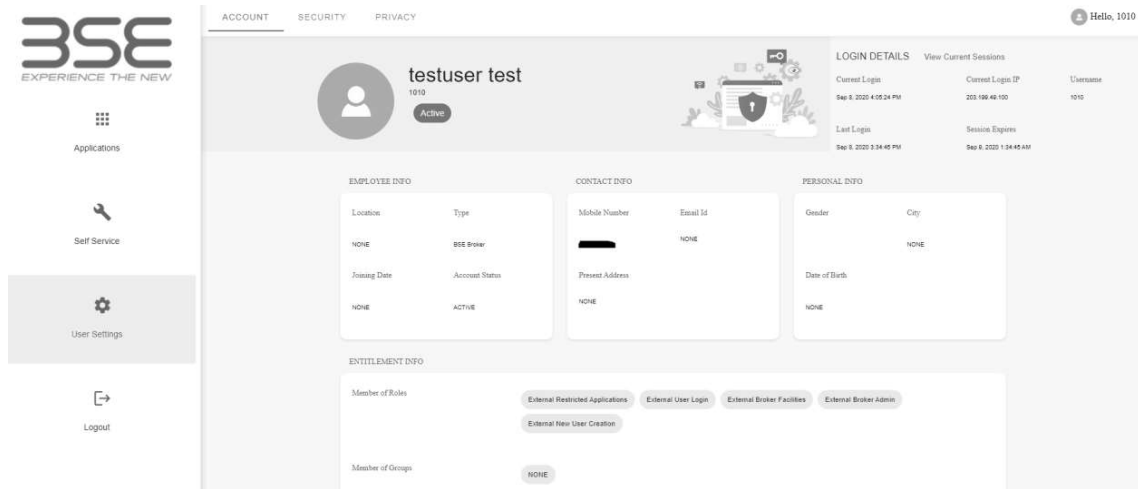 BSE
EXPERIENCE THE NEW
Applications
Self Service
User Settings
Logout
ACCOUNT SECURITY PRIVACY
Hello, 1010
testuser test
1010
Active
LOGIN DETAILS View Current Sessions
Current Login Current Login IP Username
Sep 8, 2020 4:05:24 PM 203.199.49.100 1010
Last Login Session Expires
Sep 8, 2020 3:34:45 PM Sep 8, 2020 1:34:45 AM
EMPLOYEE INFO
Location Type
NONE BSE Broker
Joining Date Account Status
NONE ACTIVE
CONTACT INFO
Mobile Number Email Id
NONE
Present Address
NONE
PERSONAL INFO
Gender City
NONE
Date of Birth
NONE
ENTITLEMENT INFO
Member of Roles
External Restricted Applications External User Login External Broker Facilities External Broker Admin
External New User Creation
Member of Groups
NONE